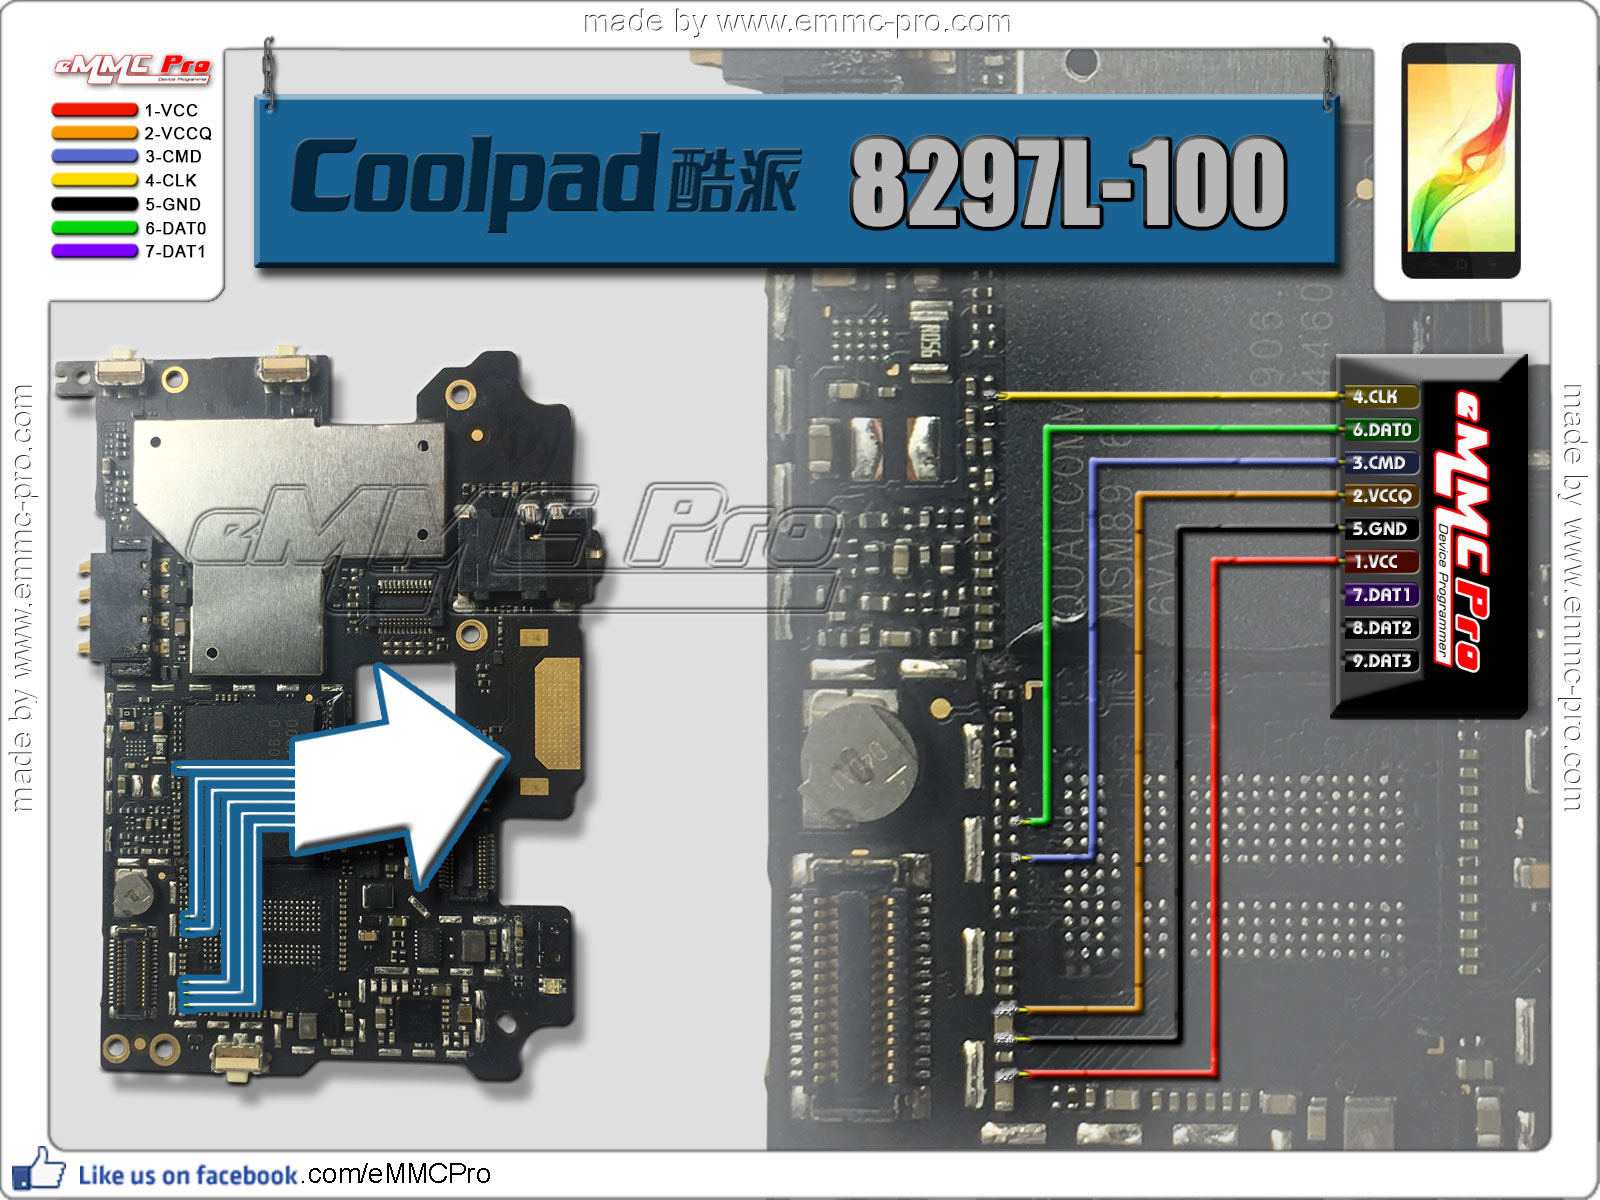 made by www.emmc-pro.com
eMMC Pro
Device Programmer
1-VCC
2-VCCQ
3-CMD
4-CLK
5-GND
6-DAT0
7-DAT1
Coolpad 酷派 8297L-100
made by www.emmc-pro.com
eMMC Pro
R050
QUALCOMM
4.CLK
6.DAT0
3.CMD
2.VCCQ
5.GND
1.VCC
7.DAT1
8.DAT2
9.DAT3
eMMC Pro
Device Programmer
made by www.emmc-pro.com
Like us on facebook.com/eMMCPro